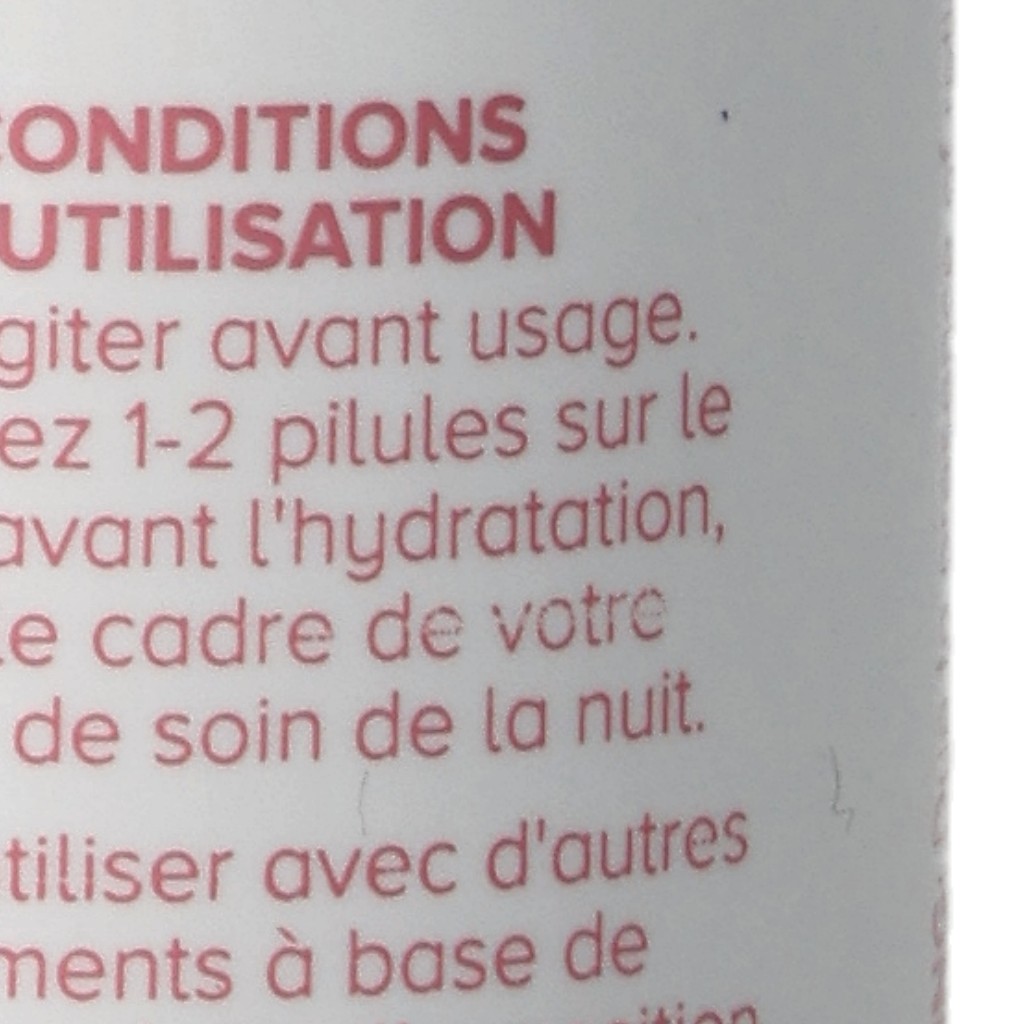 CONDITIONS
UTILISATION
giter avant usage.
ez 1-2 pilules sur le
avant l'hydratation,
le cadre de votre
de soin de la nuit.
tiliser avec d'autres
ments à base de